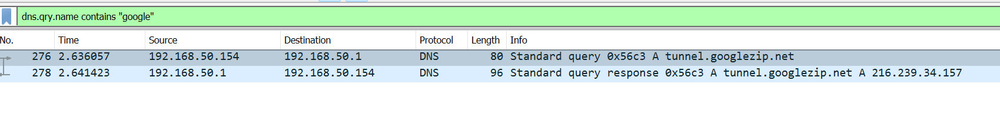 dns.qry.name contains "google"
No. Time Source Destination Protocol Length Info
276 2.636057 192.168.50.154 192.168.50.1 DNS 80 Standard query 0x56c3 A tunnel.googlezip.net
278 2.641423 192.168.50.1 192.168.50.154 DNS 96 Standard query response 0x56c3 A tunnel.googlezip.net A 216.239.34.157